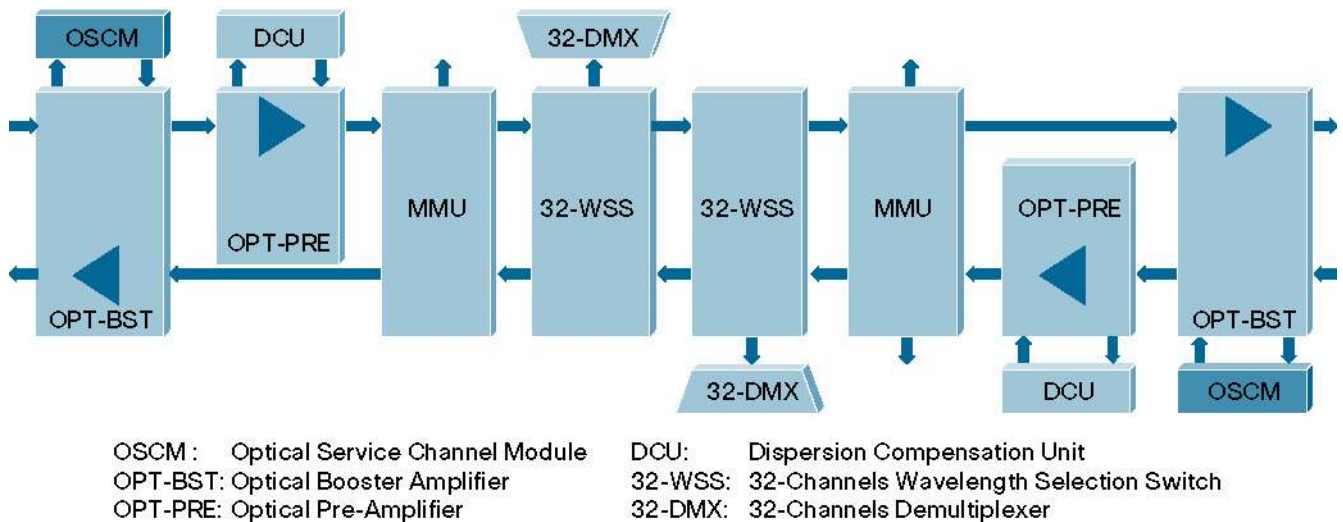 OSCM
DCU
32-DMX
MMU
32-WSS
32-WSS
MMU
OPT-PRE
OPT-PRE
OPT-BST
OPT-BST
32-DMX
DCU
OSCM
OSCM : Optical Service Channel Module
DCU: Dispersion Compensation Unit
OPT-BST: Optical Booster Amplifier
32-WSS: 32-Channels Wavelength Selection Switch
OPT-PRE: Optical Pre-Amplifier
32-DMX: 32-Channels Demultiplexer